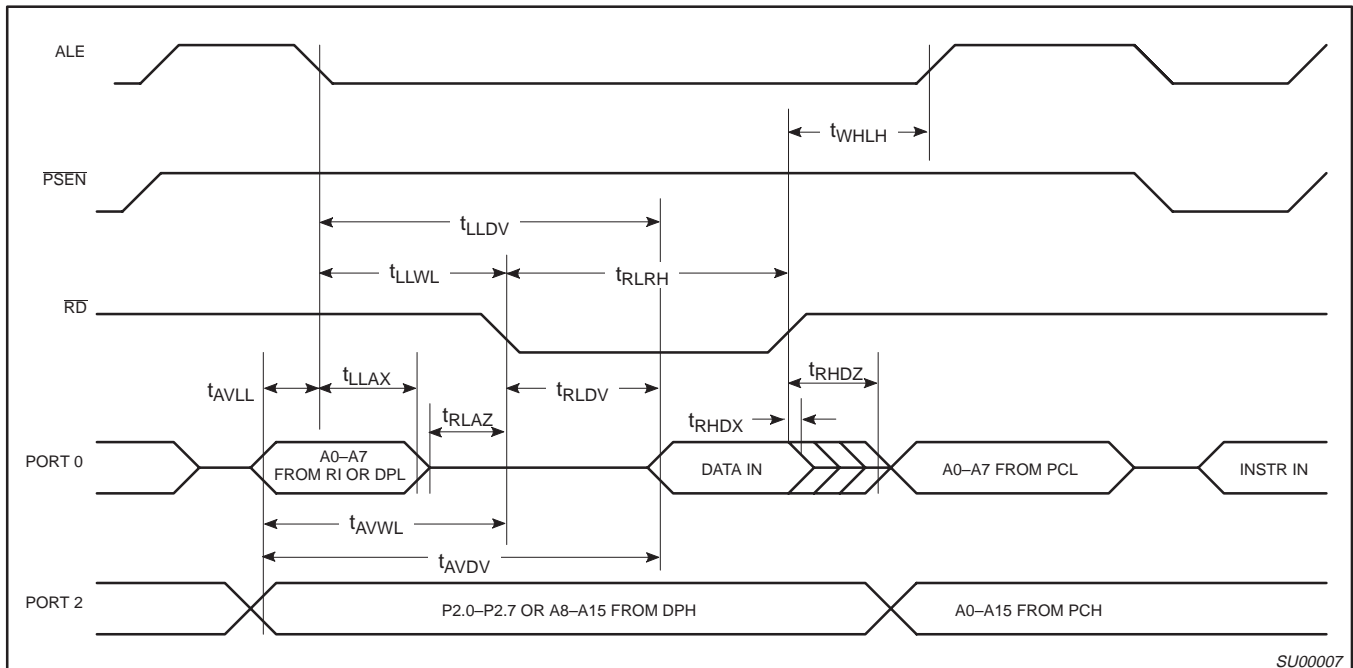 ALE
tWHLH
PSEN
tLLDV
tLLWL
tRLRH
RD
tAVLL
tLLAX
tRLDV
tRHDZ
tRLAZ
tRHDX
PORT 0
A0–A7
FROM RI OR DPL
DATA IN
A0–A7 FROM PCL
INSTR IN
tAVWL
tAVDV
PORT 2
P2.0–P2.7 OR A8–A15 FROM DPH
A0–A15 FROM PCH
SU00007